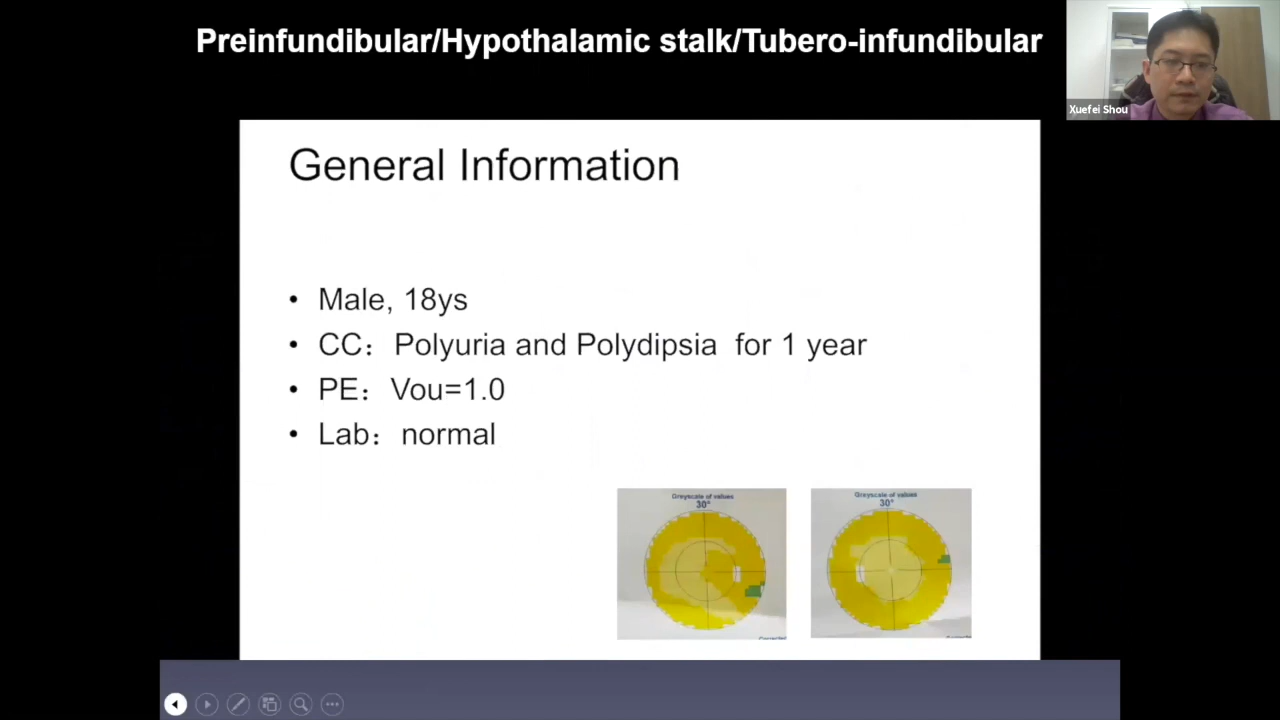 Preinfundibular/Hypothalamic stalk/Tubero-infundibular
Xuefei Shou
General Information
• Male, 18ys
• CC：Polyuria and Polydipsia for 1 year
• PE：Vou=1.0
• Lab：normal
Greyscale of values
30°
Greyscale of values
30°